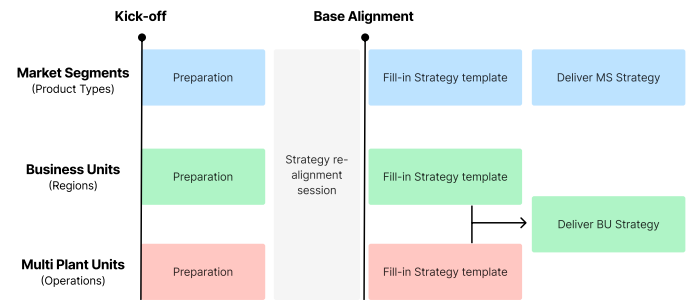 Kick-off
Base Alignment
Market Segments
(Product Types)
Preparation
Fill-in Strategy template
Deliver MS Strategy
Strategy re-
alignment
session
Business Units
(Regions)
Preparation
Fill-in Strategy template
Deliver BU Strategy
Multi Plant Units
(Operations)
Preparation
Fill-in Strategy template